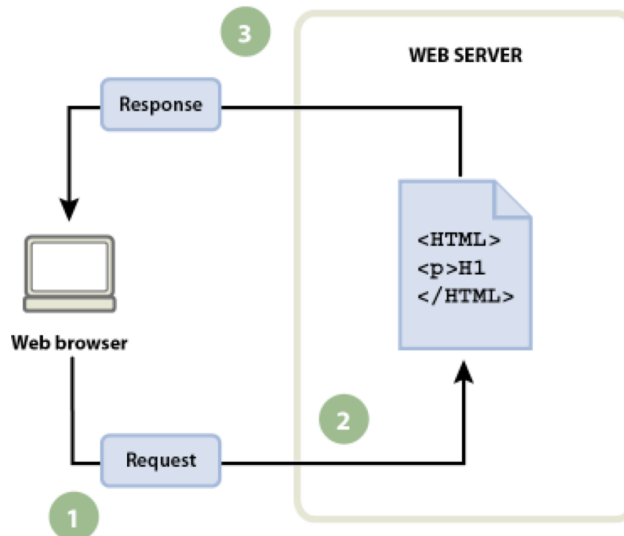 3
WEB SERVER
Response
<HTML>
<p>H1
</HTML>
Web browser
2
Request
1